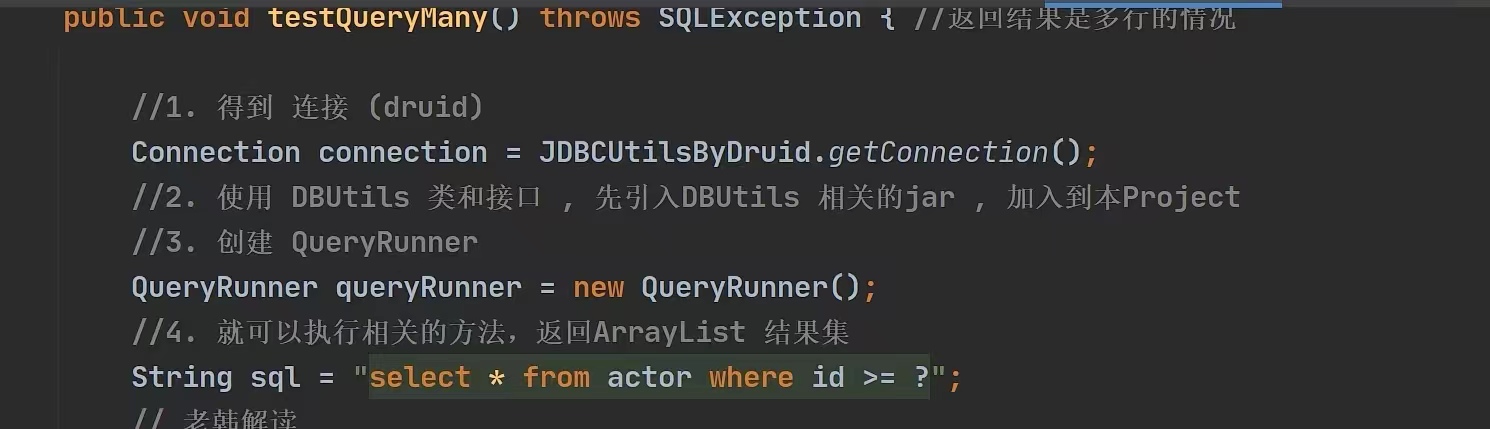 public void testQueryMany() throws SQLException { //返回结果是多行的情况
//1. 得到 连接 (druid)
Connection connection = JDBCUtilsByDruid.getConnection();
//2. 使用 DBUtils 类和接口 , 先引入DBUtils 相关的jar , 加入到本Project
//3. 创建 QueryRunner
QueryRunner queryRunner = new QueryRunner();
//4. 就可以执行相关的方法，返回ArrayList 结果集
String sql = "select * from actor where id >= ?";
// 老韩解读